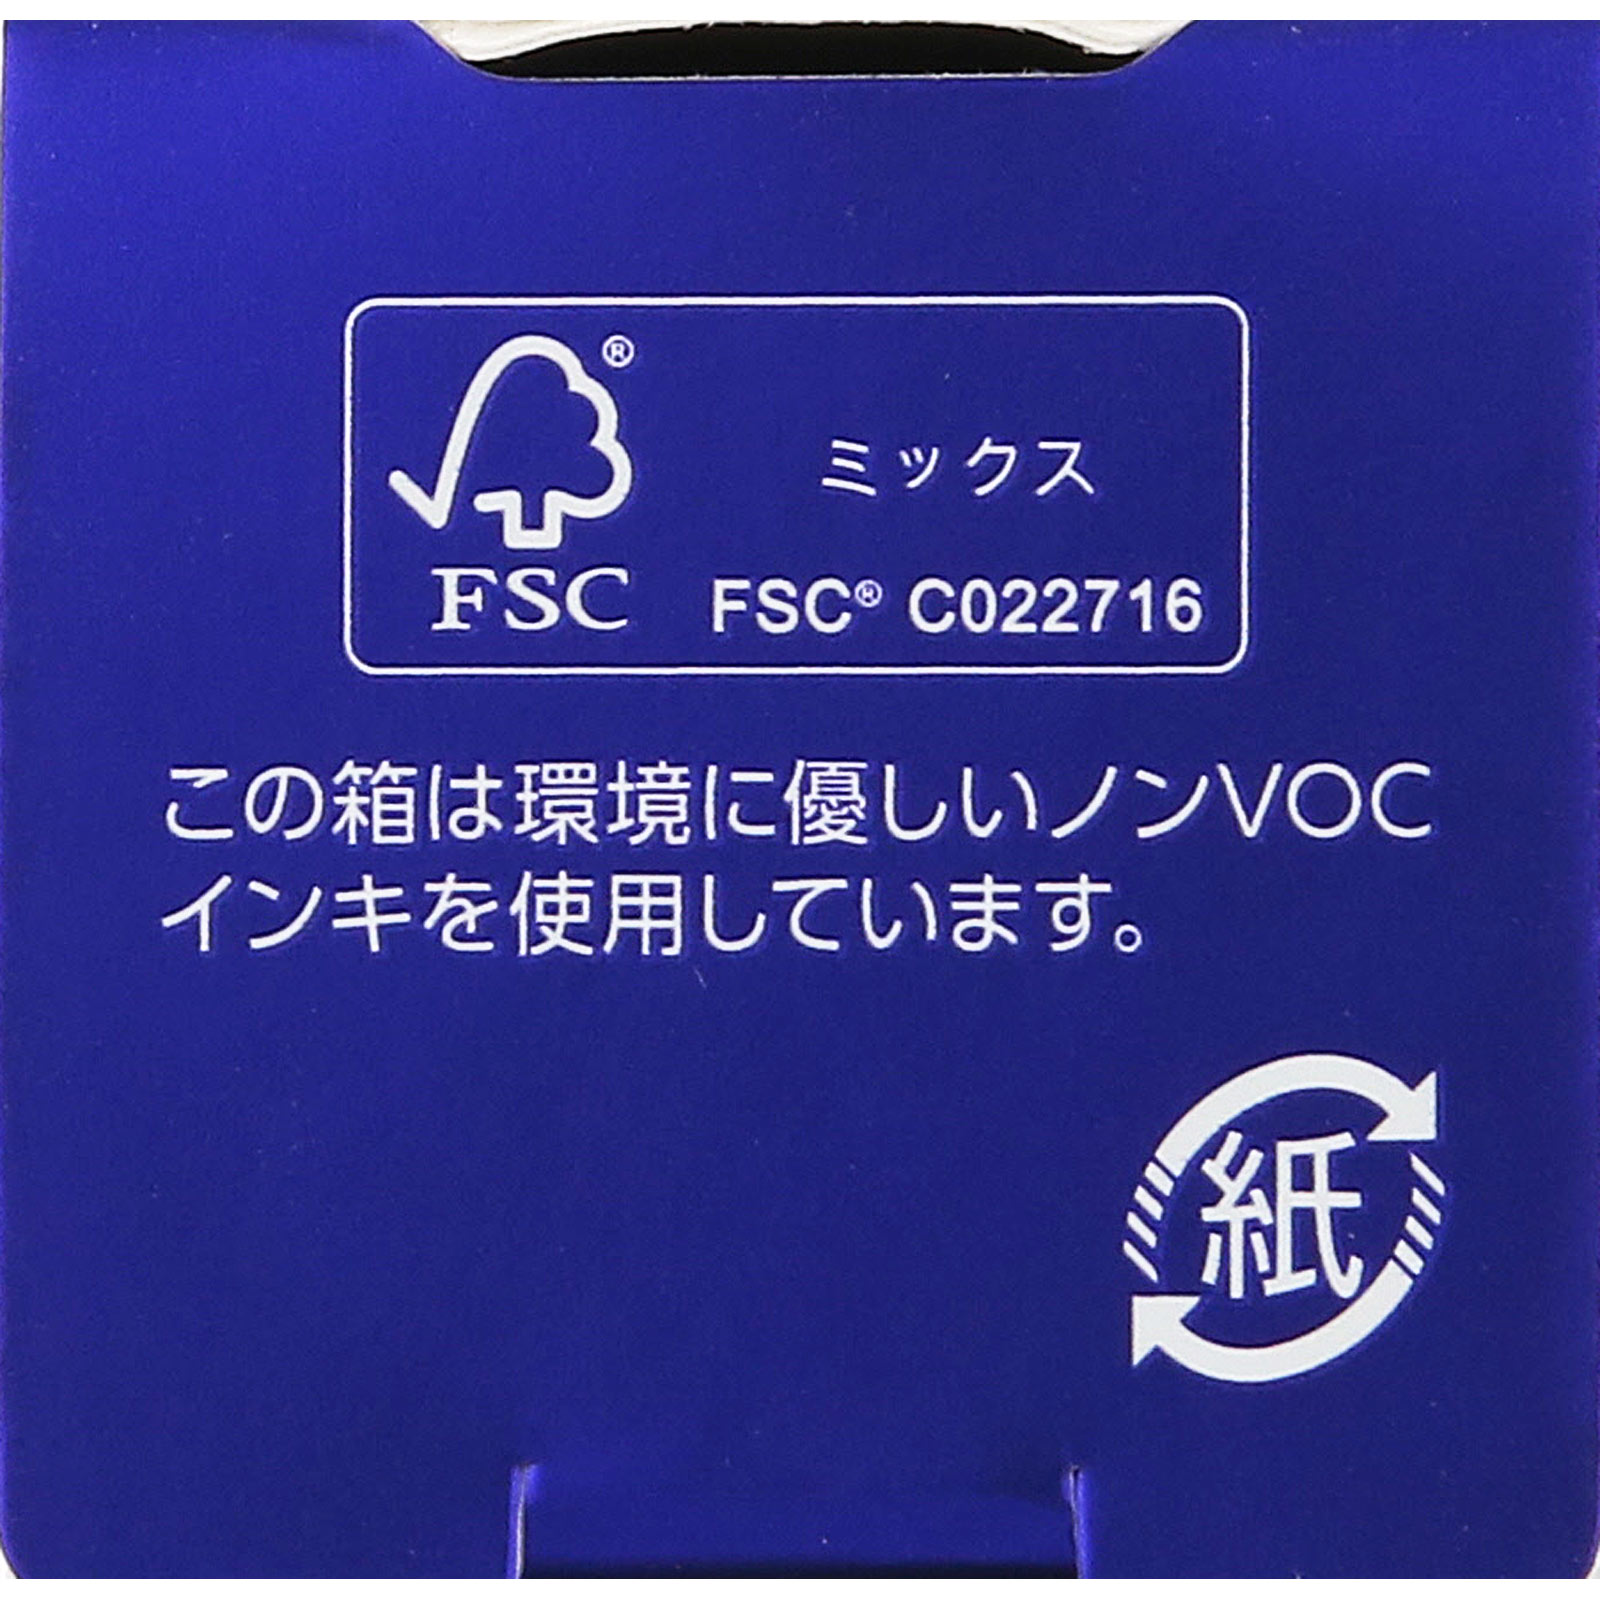 ®
ミックス
FSC
FSC® C022716
この箱は環境に優しいノンVOC
インキを使用しています。
紙